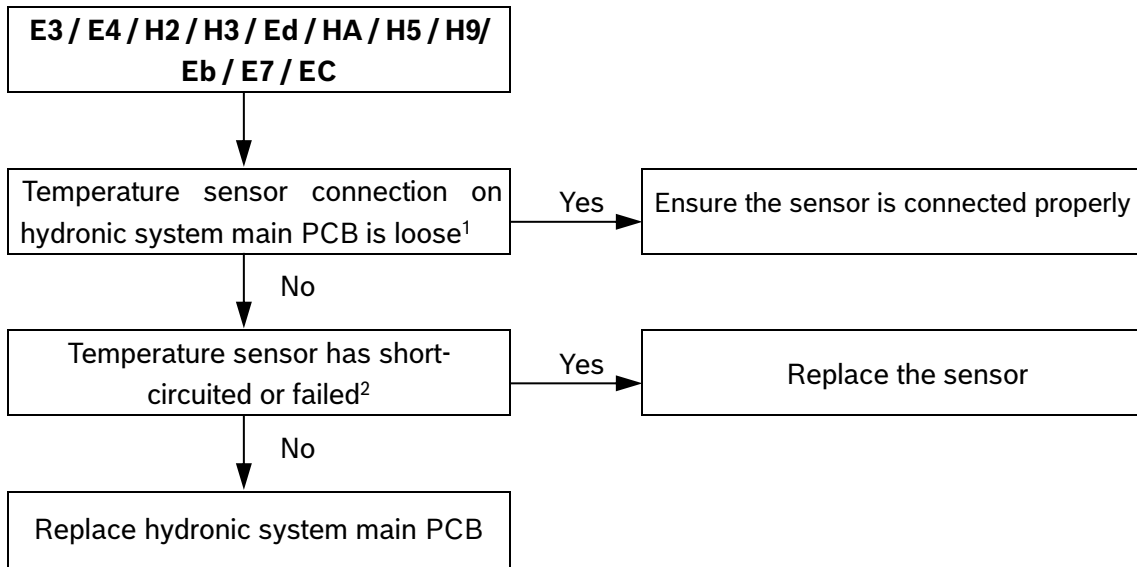 E3 / E4 / H2 / H3 / Ed / HA / H5 / H9/
Eb / E7 / EC
Temperature sensor connection on
hydronic system main PCB is loose¹
Yes
Ensure the sensor is connected properly
No
Temperature sensor has short-
circuited or failed²
Yes
Replace the sensor
No
Replace hydronic system main PCB